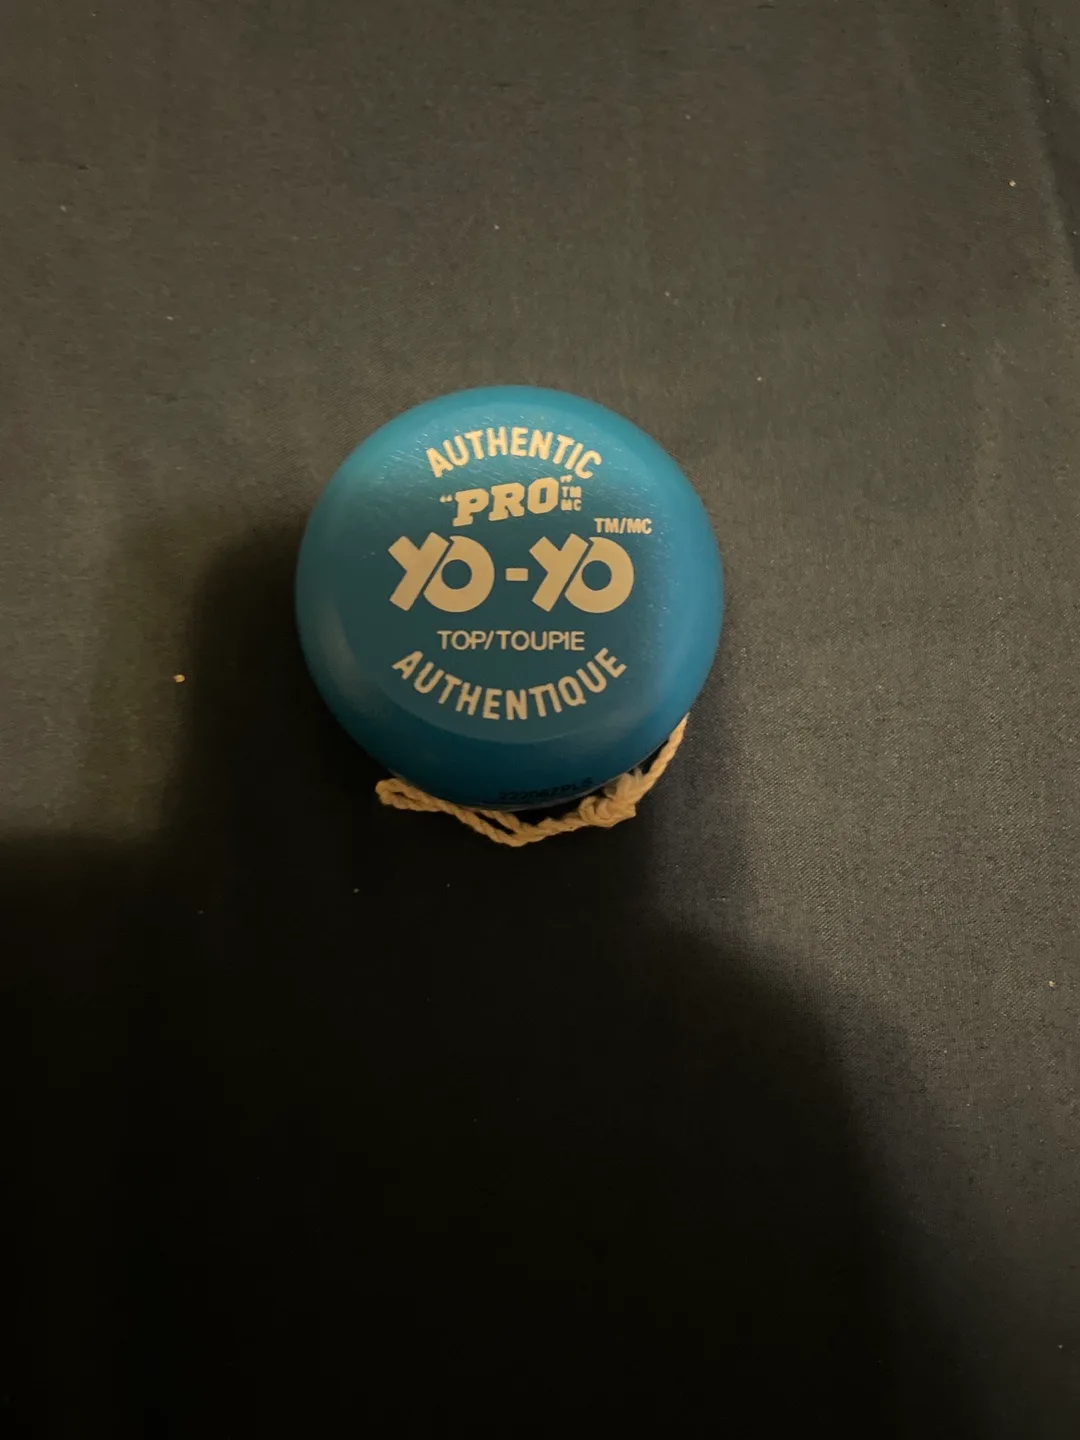 AUTHENTIC
"PRO" TM
MC
TM/MC
YO-YO
TOP/TOUPIE
AUTHENTIQUE